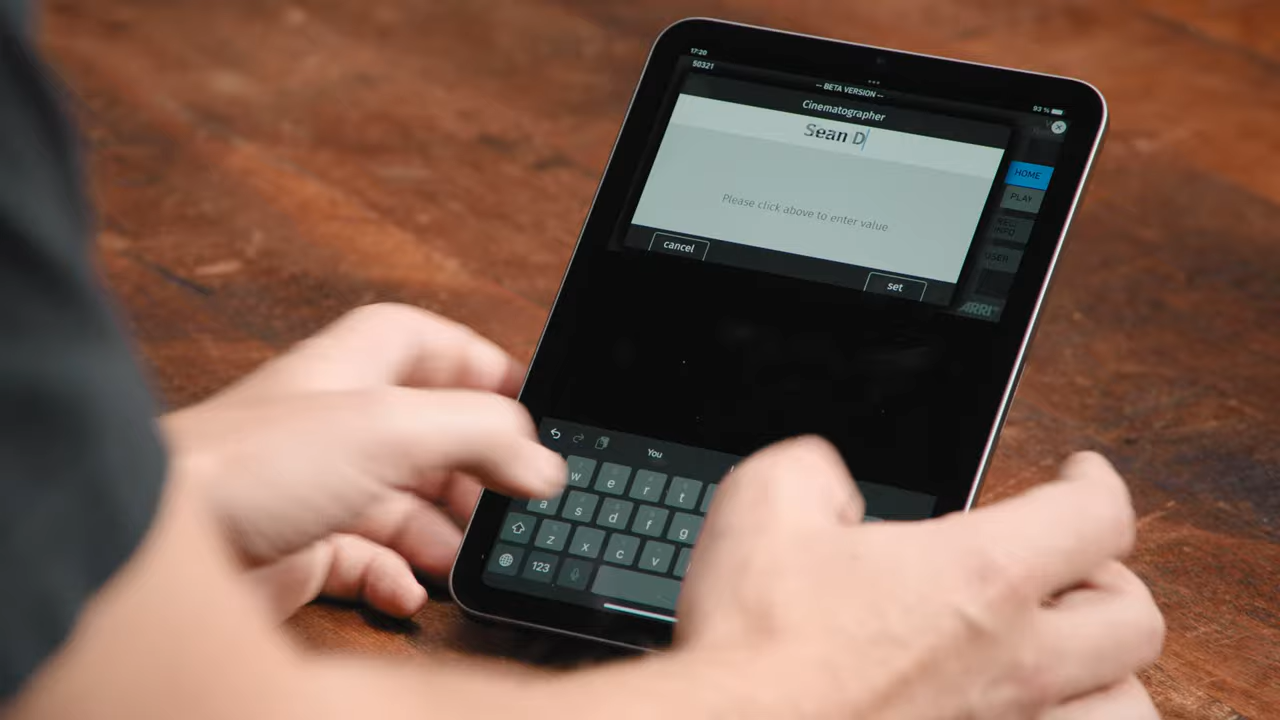 17:20
93 %
50321
-- BETA VERSION --
Cinematographer
Sean D
Please click above to enter value
cancel
set
HOME
PLAY
REC
INFO
USER
ARRI
You
w e r t
a s d f g
z x c v
123